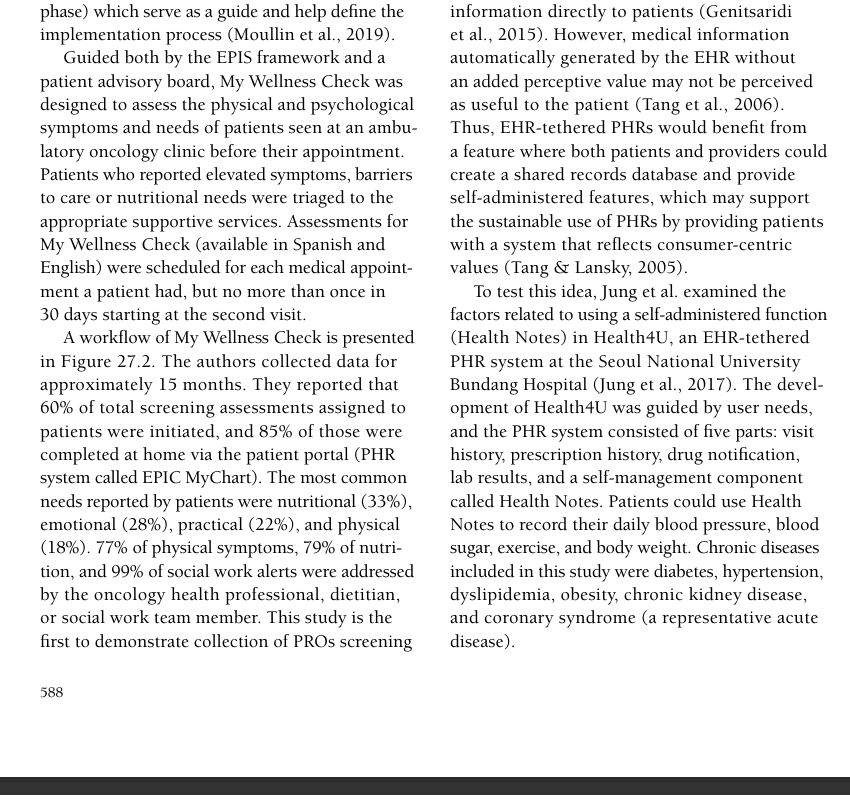 phase) which serve as a guide and help define the
implementation process (Moullin et al., 2019).
Guided both by the EPIS framework and a
patient advisory board, My Wellness Check was
designed to assess the physical and psychological
symptoms and needs of patients seen at an ambu-
latory oncology clinic before their appointment.
Patients who reported elevated symptoms, barriers
to care or nutritional needs were triaged to the
appropriate supportive services. Assessments for
My Wellness Check (available in Spanish and
English) were scheduled for each medical appoint-
ment a patient had, but no more than once in
30 days starting at the second visit.
A workflow of My Wellness Check is presented
in Figure 27.2. The authors collected data for
approximately 15 months. They reported that
60% of total screening assessments assigned to
patients were initiated, and 85% of those were
completed at home via the patient portal (PHR
system called EPIC MyChart). The most common
needs reported by patients were nutritional (33%),
emotional (28%), practical (22%), and physical
(18%). 77% of physical symptoms, 79% of nutri-
tion, and 99% of social work alerts were addressed
by the oncology health professional, dietitian,
or social work team member. This study is the
first to demonstrate collection of PROs screening
information directly to patients (Genitsaridi
et al., 2015). However, medical information
automatically generated by the EHR without
an added perceptive value may not be perceived
as useful to the patient (Tang et al., 2006).
Thus, EHR-tethered PHRs would benefit from
a feature where both patients and providers could
create a shared records database and provide
self-administered features, which may support
the sustainable use of PHRs by providing patients
with a system that reflects consumer-centric
values (Tang & Lansky, 2005).
To test this idea, Jung et al. examined the
factors related to using a self-administered function
(Health Notes) in Health4U, an EHR-tethered
PHR system at the Seoul National University
Bundang Hospital (Jung et al., 2017). The devel-
opment of Health4U was guided by user needs,
and the PHR system consisted of five parts: visit
history, prescription history, drug notification,
lab results, and a self-management component
called Health Notes. Patients could use Health
Notes to record their daily blood pressure, blood
sugar, exercise, and body weight. Chronic diseases
included in this study were diabetes, hypertension,
dyslipidemia, obesity, chronic kidney disease,
and coronary syndrome (a representative acute
disease).
588